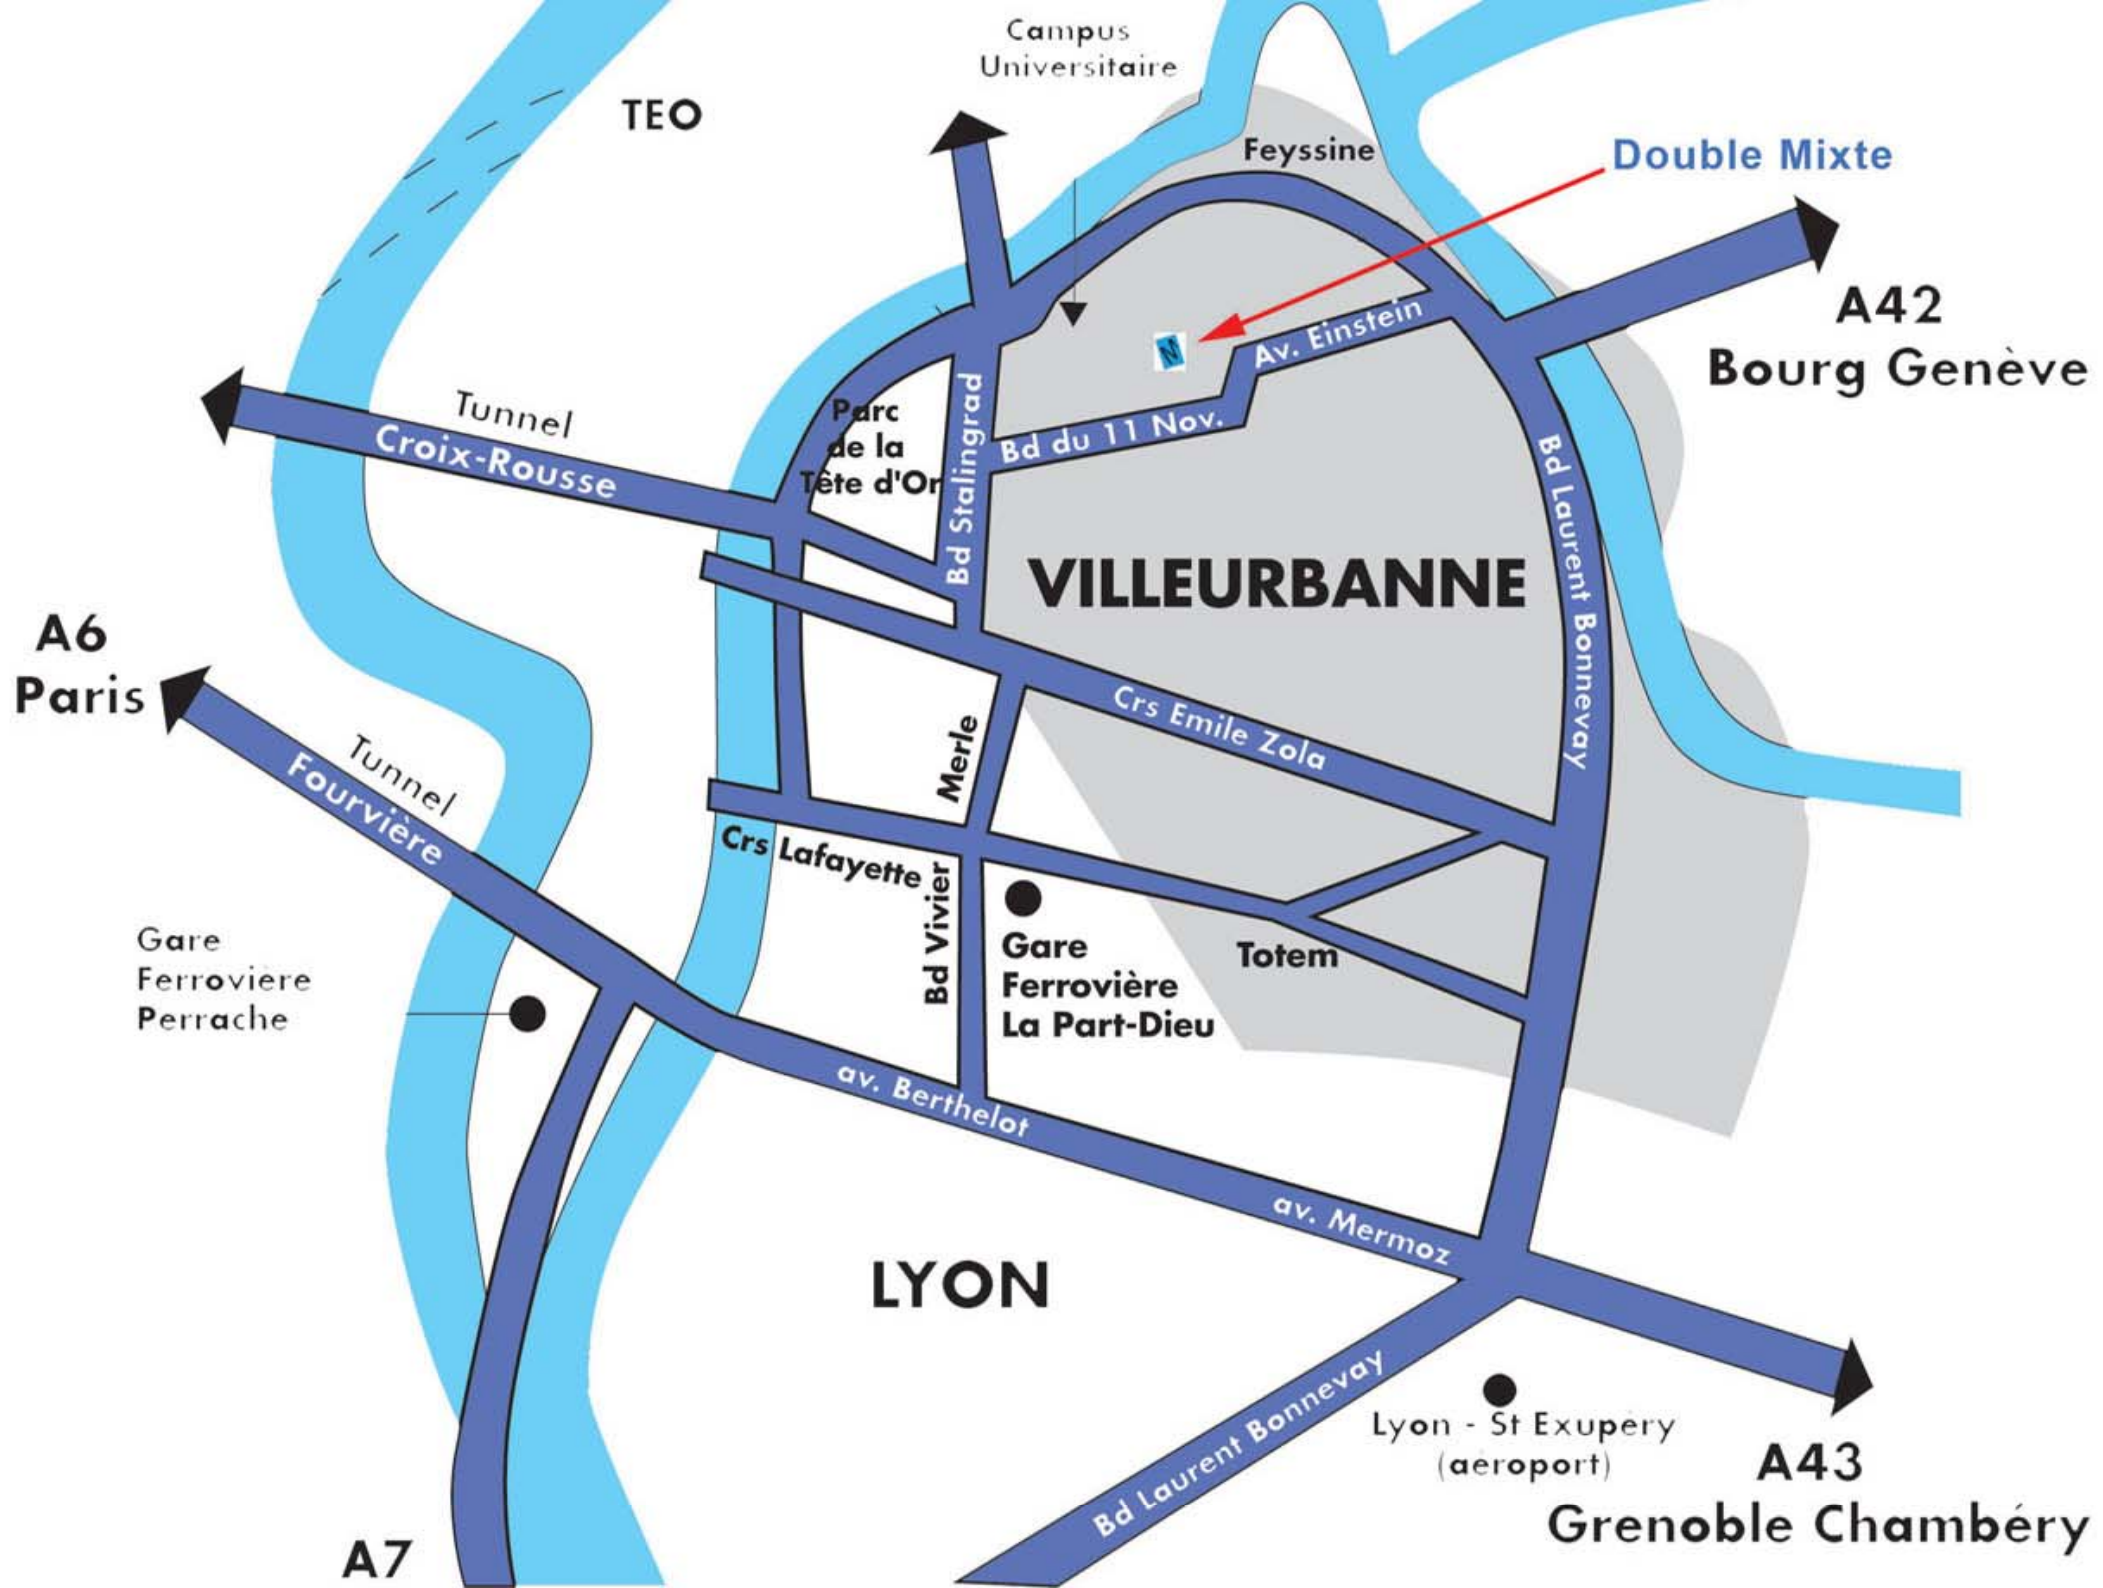 Campus
Universitaire
TEO
Feyssine
Double Mixte
A42
Bourg Genève
Av. Einstein
N
Tunnel
Croix-Rousse
Parc
de la
Tête d'Or
Bd Stalingrad
Bd du 11 Nov.
Bd Laurent Bonnevay
VILLEURBANNE
A6
Paris
Tunnel
Fourvière
Merle
Crs Emile Zola
Crs Lafayette
Bd Vivier
Gare
Ferrovière
Perrache
Gare
Ferrovière
La Part-Dieu
Totem
av. Berthelot
av. Mermoz
LYON
Bd Laurent Bonnevay
Lyon - St Exupéry
(aéroport)
A43
Grenoble Chambéry
A7